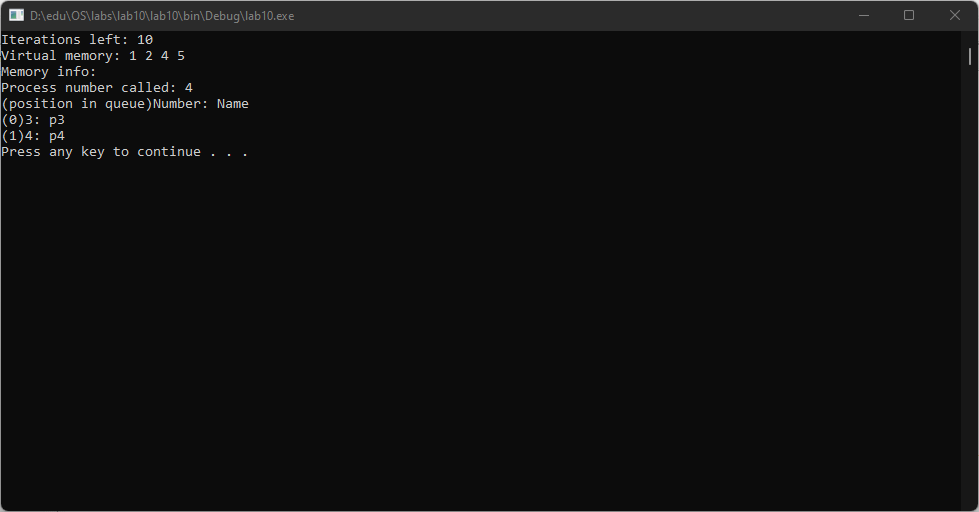 D:\edu\OS\labs\lab10\lab10\bin\Debug\lab10.exe
Iterations left: 10
Virtual memory: 1 2 4 5
Memory info:
Process number called: 4
(position in queue)Number: Name
(0)3: p3
(1)4: p4
Press any key to continue . . .